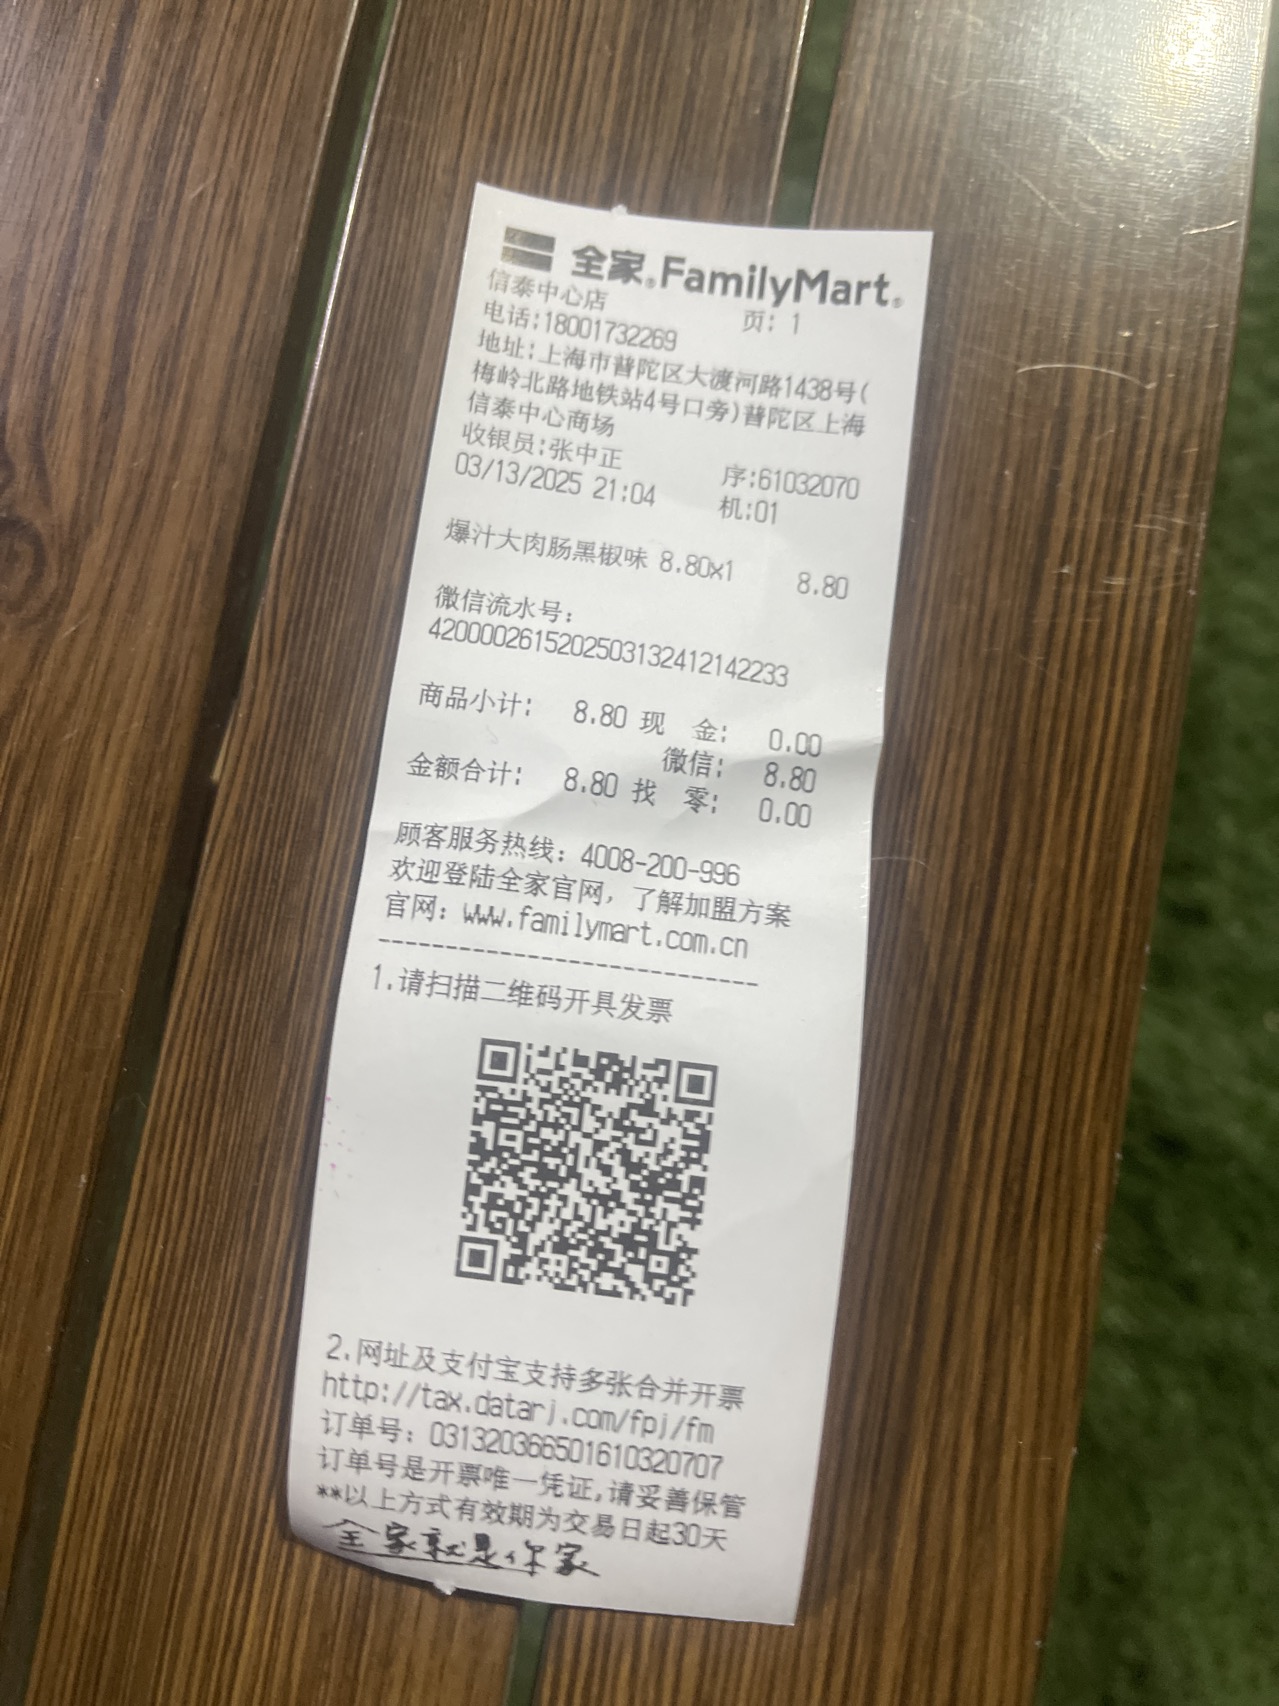 全家®FamilyMart®
信泰中心店 页: 1
电话:18001732269
地址:上海市普陀区大渡河路1438号(
梅岭北路地铁站4号口旁)普陀区上海
信泰中心商场
收银员:张中正 序:61032070
03/13/2025 21:04 机:01
爆汁大肉肠黑椒味 8.80x1 8.80
微信流水号:
4200002615202503132412142233
商品小计: 8.80 现 金: 0.00
微信: 8.80
金额合计: 8.80 找 零: 0.00
顾客服务热线: 4008-200-996
欢迎登陆全家官网, 了解加盟方案
官网: www.familymart.com.cn
----------------------------
1.请扫描二维码开具发票
2.网址及支付宝支持多张合并开票
http://tax.datarj.com/fpj/fm
订单号: 031320366501610320707
订单号是开票唯一凭证,请妥善保管
**以上方式有效期为交易日起30天
全家就是你家